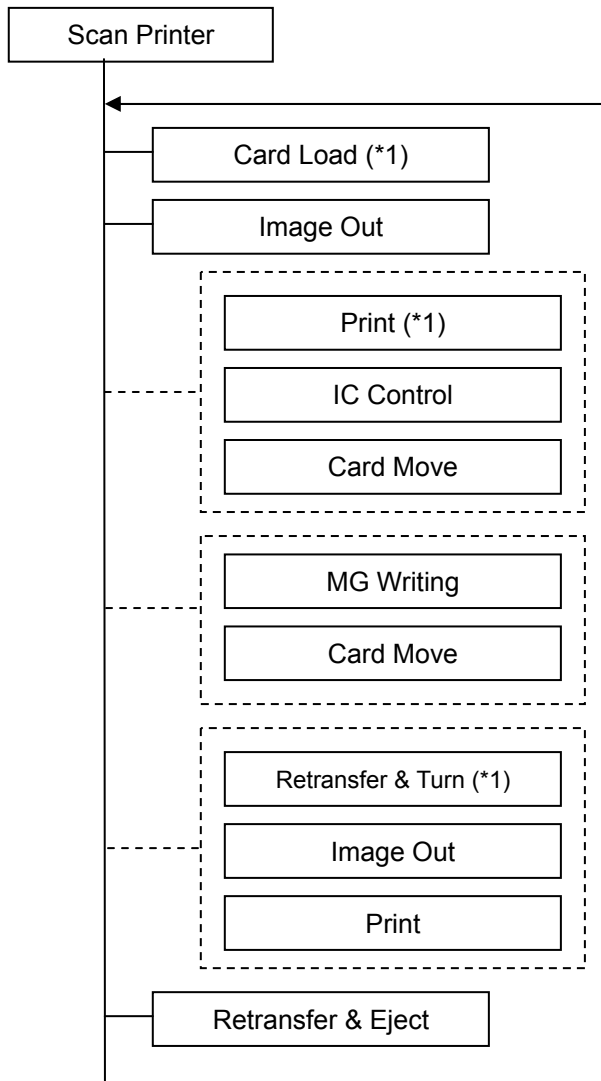 Scan Printer
Card Load (*1)
Image Out
Print (*1)
IC Control
Card Move
MG Writing
Card Move
Retransfer & Turn (*1)
Image Out
Print
Retransfer & Eject